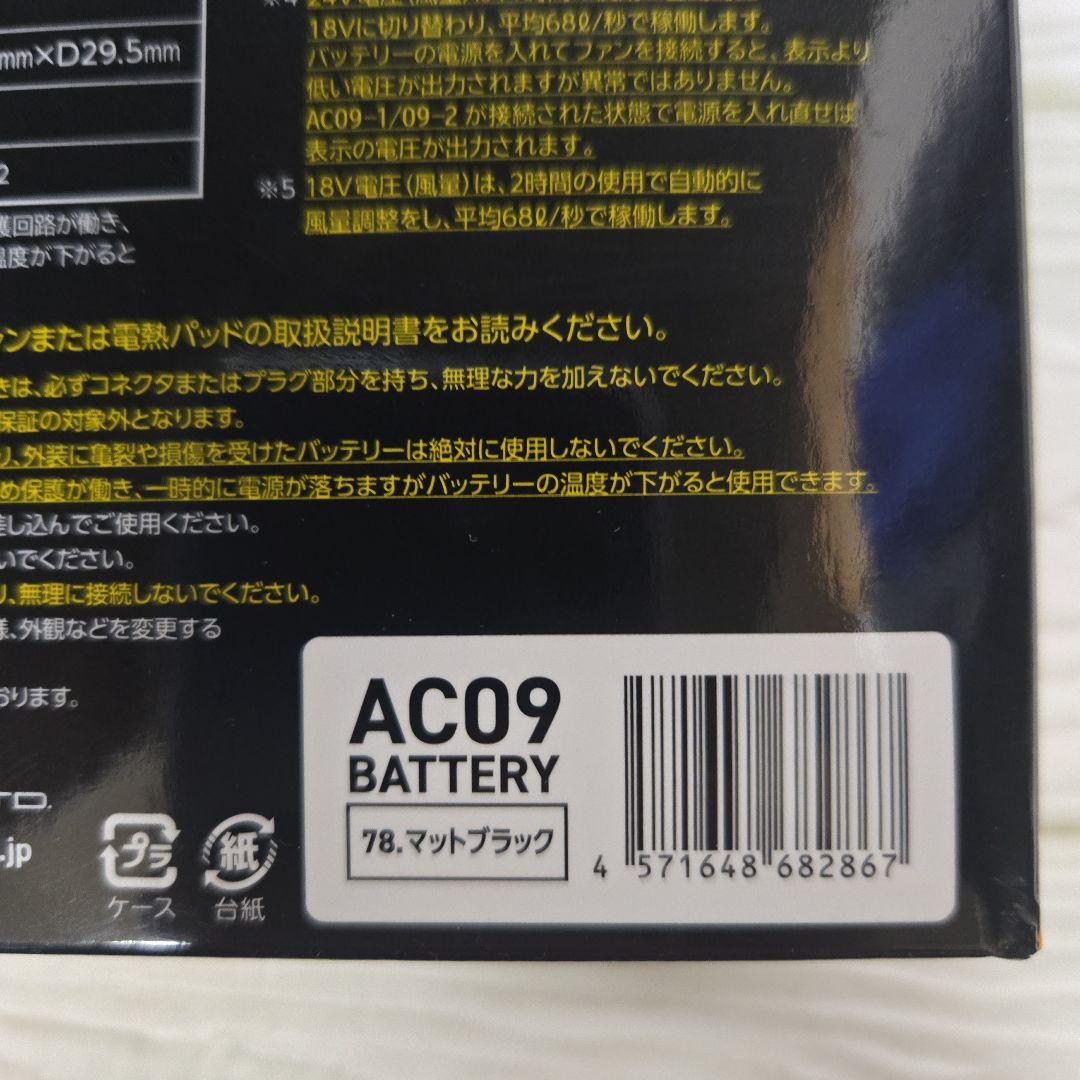 18Vに切り替わり、平均68ℓ/秒で稼働します。
バッテリーの電源を入れてファンを接続すると、表示より
低い電圧が出力されますが異常ではありません。
AC09-1/09-2 が接続された状態で電源を入れ直せば
表示の電圧が出力されます。
※5 18V電圧(風量)は、2時間の使用で自動的に
風量調整をし、平均68ℓ/秒で稼働します。
mm×D29.5mm
2
護回路が働き、
温度が下がると
ァンまたは電熱パッドの取扱説明書をお読みください。
きは、必ずコネクタまたはプラグ部分を持ち、無理な力を加えないでください。
保証の対象外となります。
り、外装に亀裂や損傷を受けたバッテリーは絶対に使用しないでください。
め保護が働き、一時的に電源が落ちますがバッテリーの温度が下がると使用できます。
差し込んでご使用ください。
いでください。
り、無理に接続しないでください。
様、外観などを変更する
おります。
TD.
.jp
プラ
ケース
紙
台紙
AC09
BATTERY
78.マットブラック
4 571648 682867